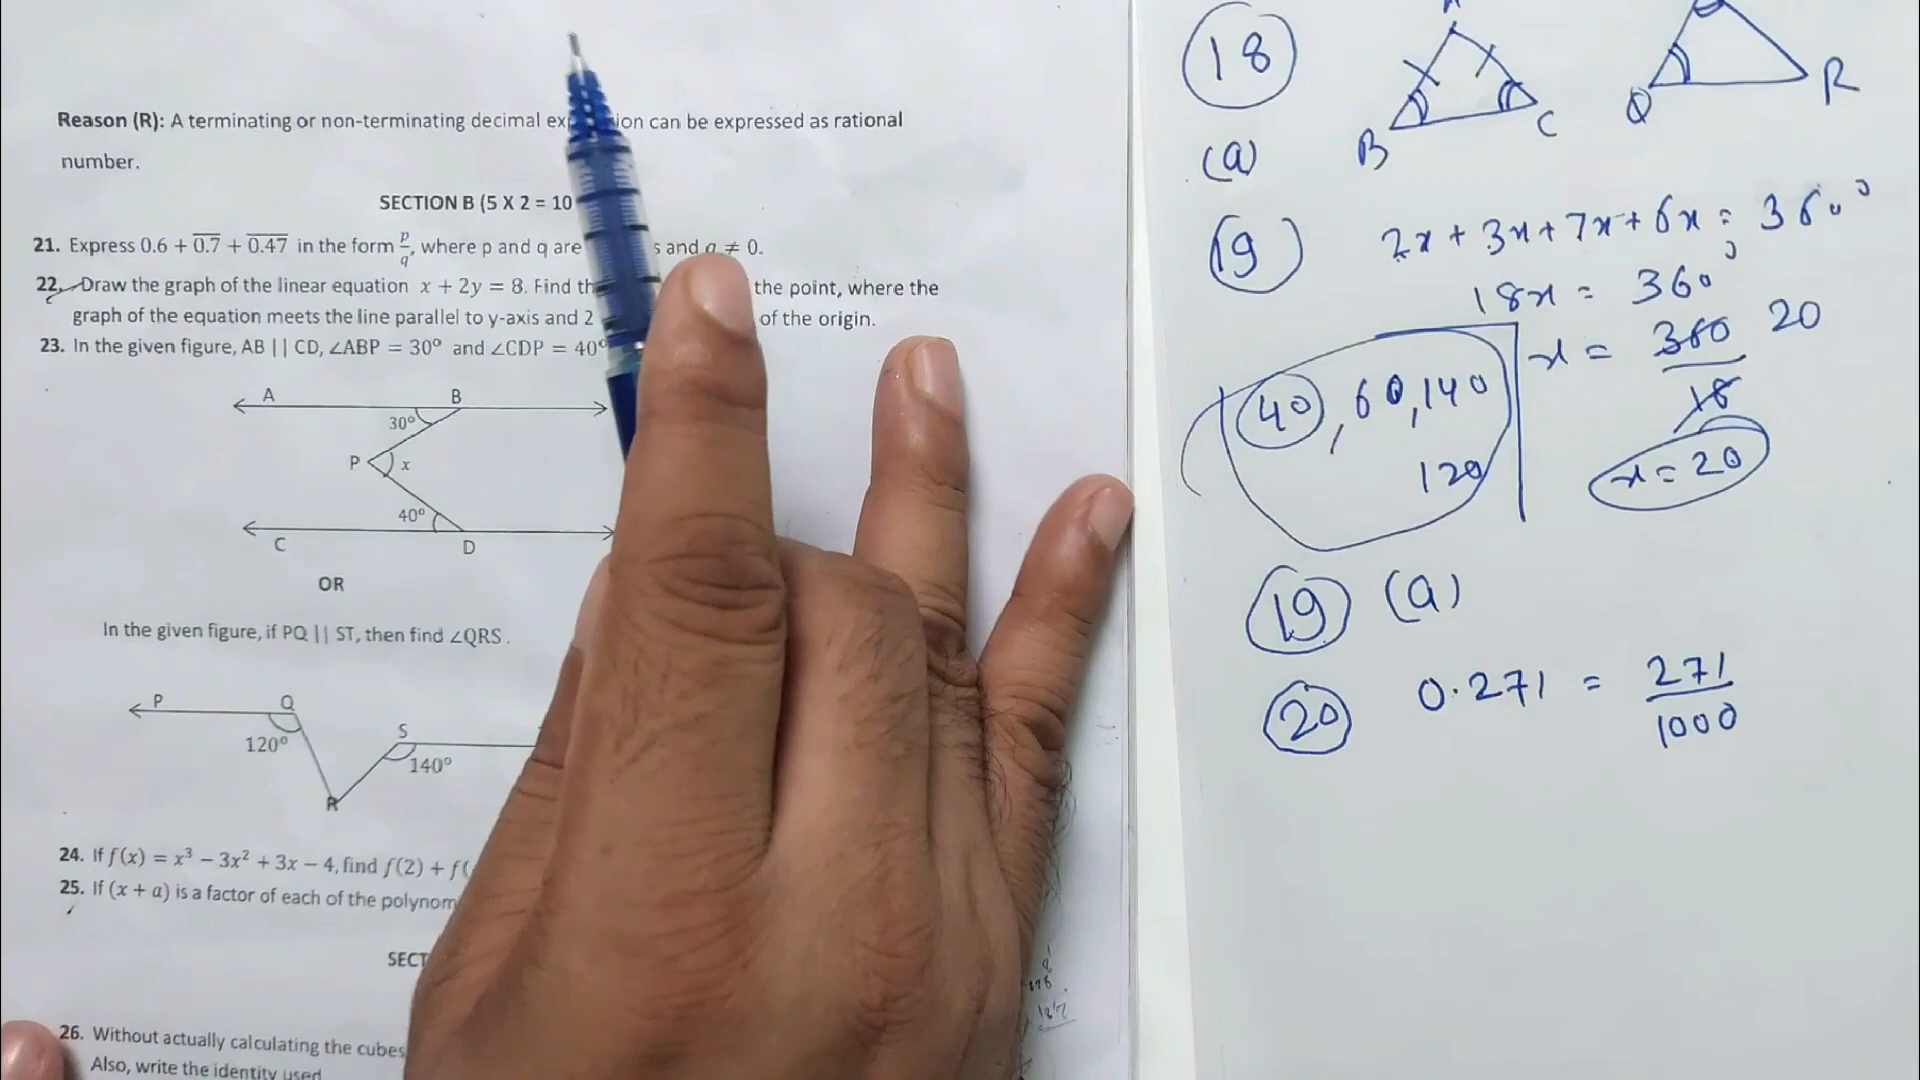 Reason (R): A terminating or non-terminating decimal can be expressed as rational
number.
SECTION B (5 X 2 = 10
21. Express 0.6 + 0.7̅ + 0.4̅7̅ in the form p/q, where p and q are and q ≠ 0.
22. Draw the graph of the linear equation x + 2y = 8. Find the point, where the
graph of the equation meets the line parallel to y-axis and 2 of the origin.
23. In the given figure, AB || CD, ∠ABP = 30° and ∠CDP = 40°
A B
30°
P x
40°
C D
OR
In the given figure, if PQ || ST, then find ∠QRS.
P Q
S
120°
140°
R
24. If f(x) = x³ − 3x² + 3x − 4, find f(2) + f(
25. If (x + a) is a factor of each of the
26. Without actually calculating the cubes
Also, write the identity used
18
B C Q R
(a)
19 2x + 3x + 7x + 6x = 360°
18x = 360°
x = 360/18 20
40, 60, 140
120
x = 20
19 (a)
20 0.271 = 271/1000